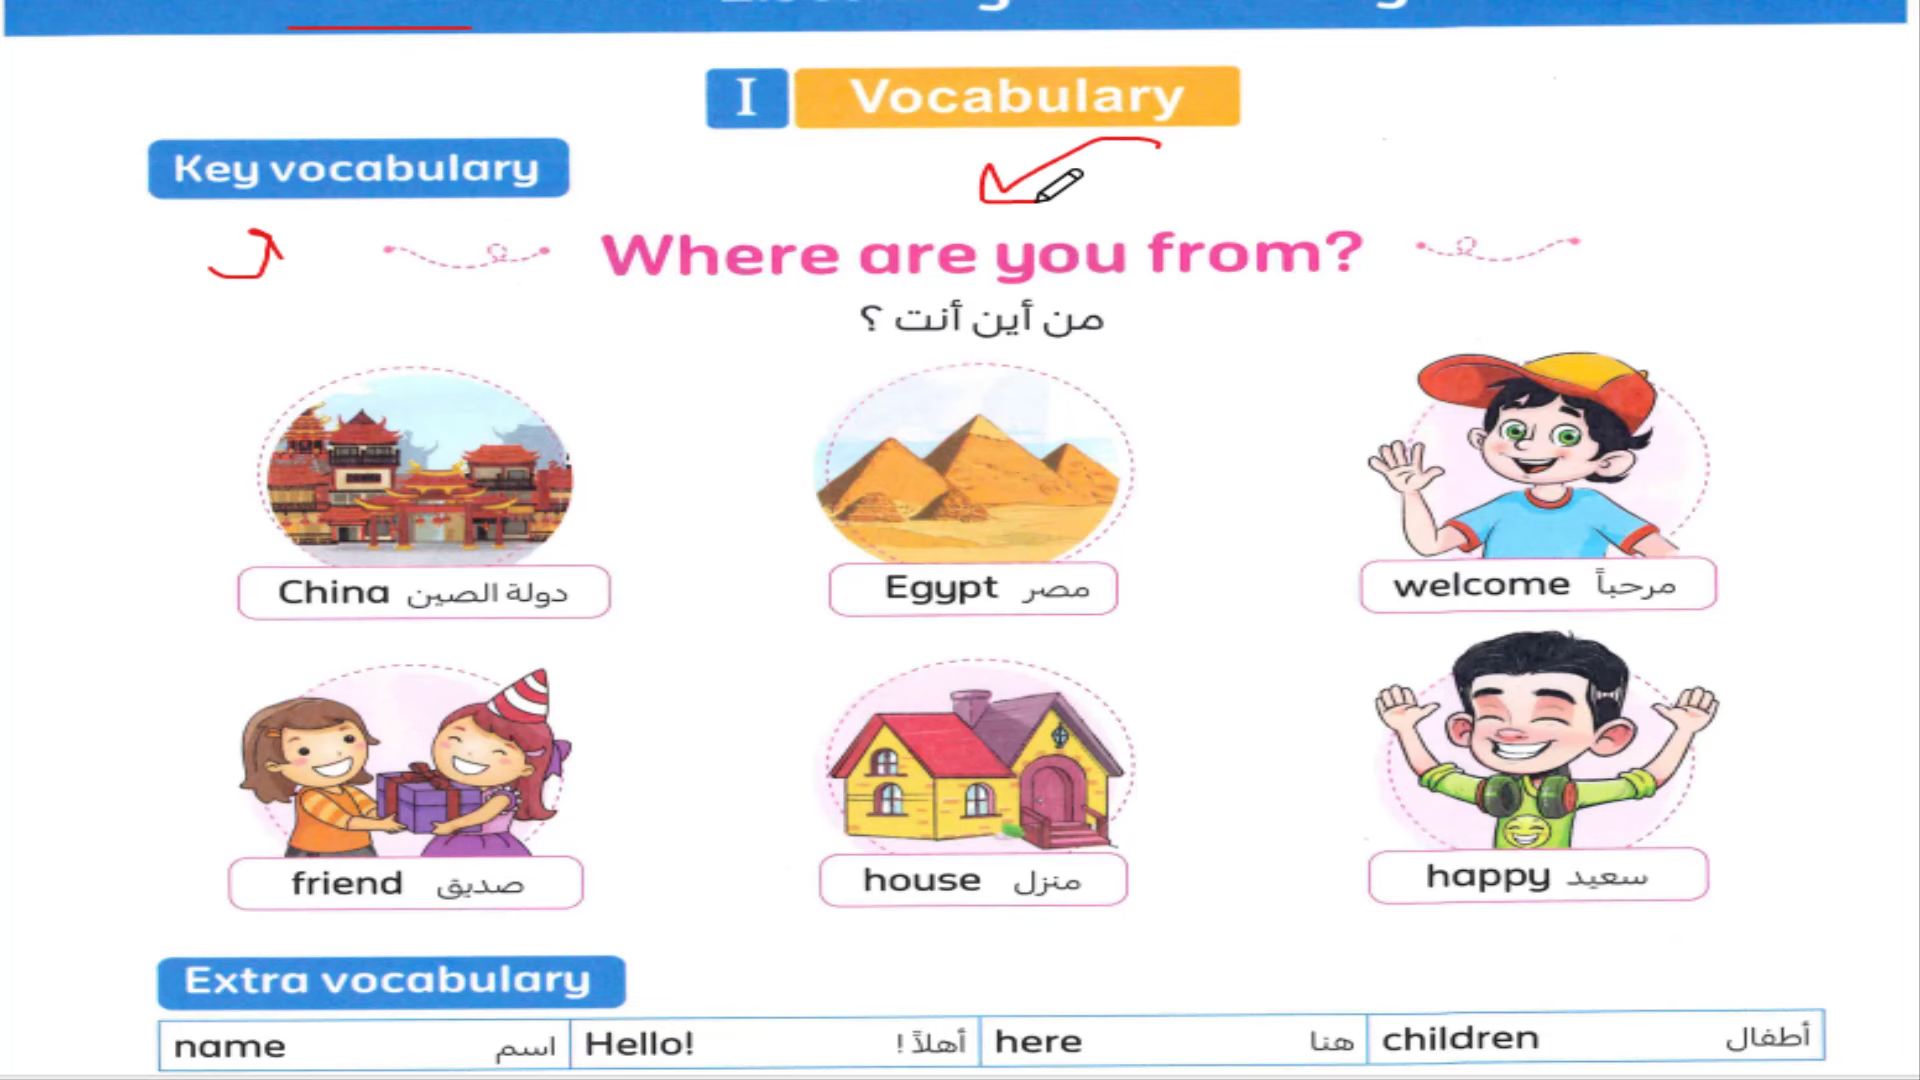 I Vocabulary
Key vocabulary
Where are you from?
من أين أنت ؟
China دولة الصين
Egypt مصر
welcome مرحباً
friend صديق
house منزل
happy سعيد
Extra vocabulary
name اسم Hello! أهلاً ! here هنا children أطفال